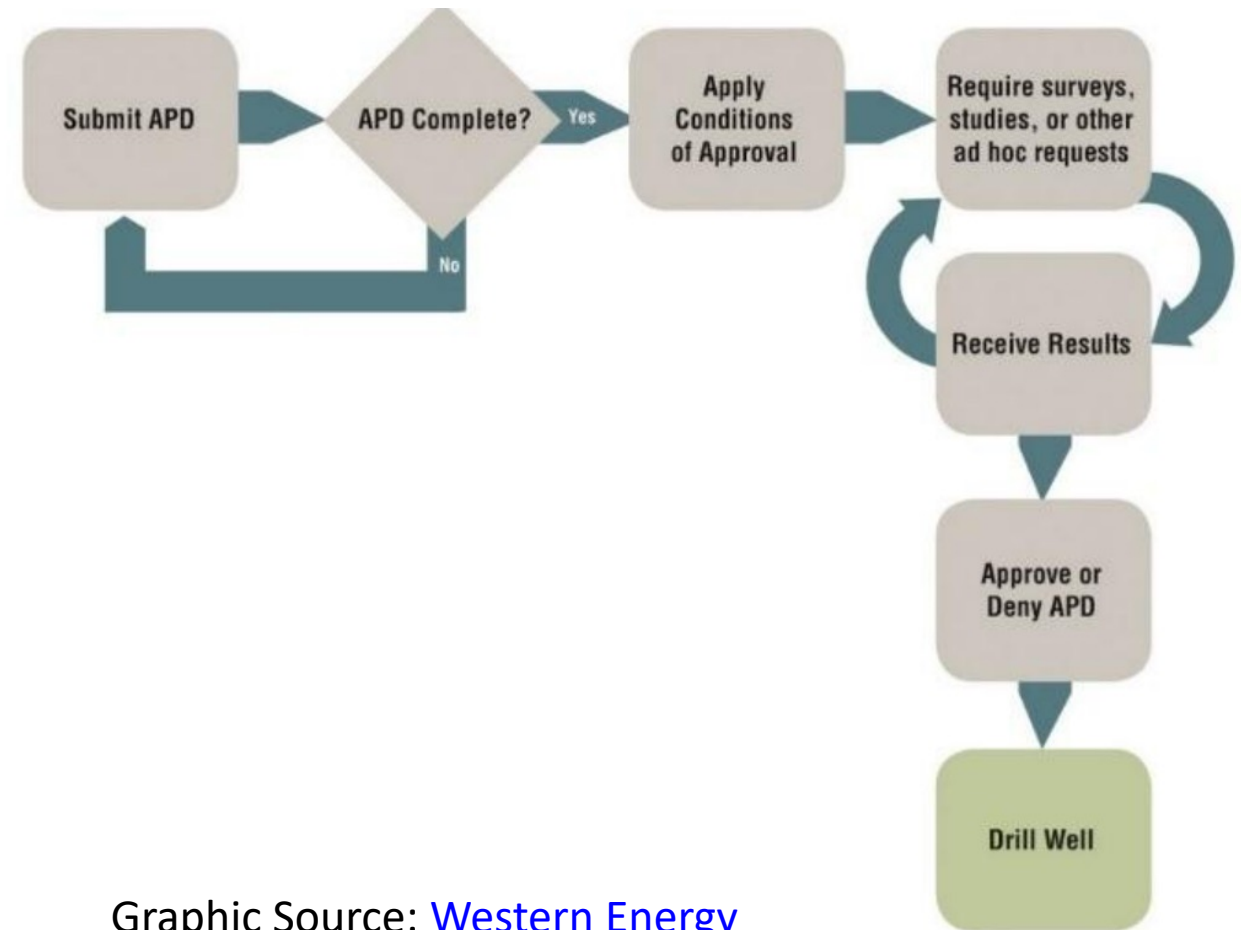 Submit APD
APD Complete?
Yes
No
Apply
Conditions
of Approval
Require surveys,
studies, or other
ad hoc requests
Receive Results
Approve or
Deny APD
Drill Well
Graphic Source: Western Energy